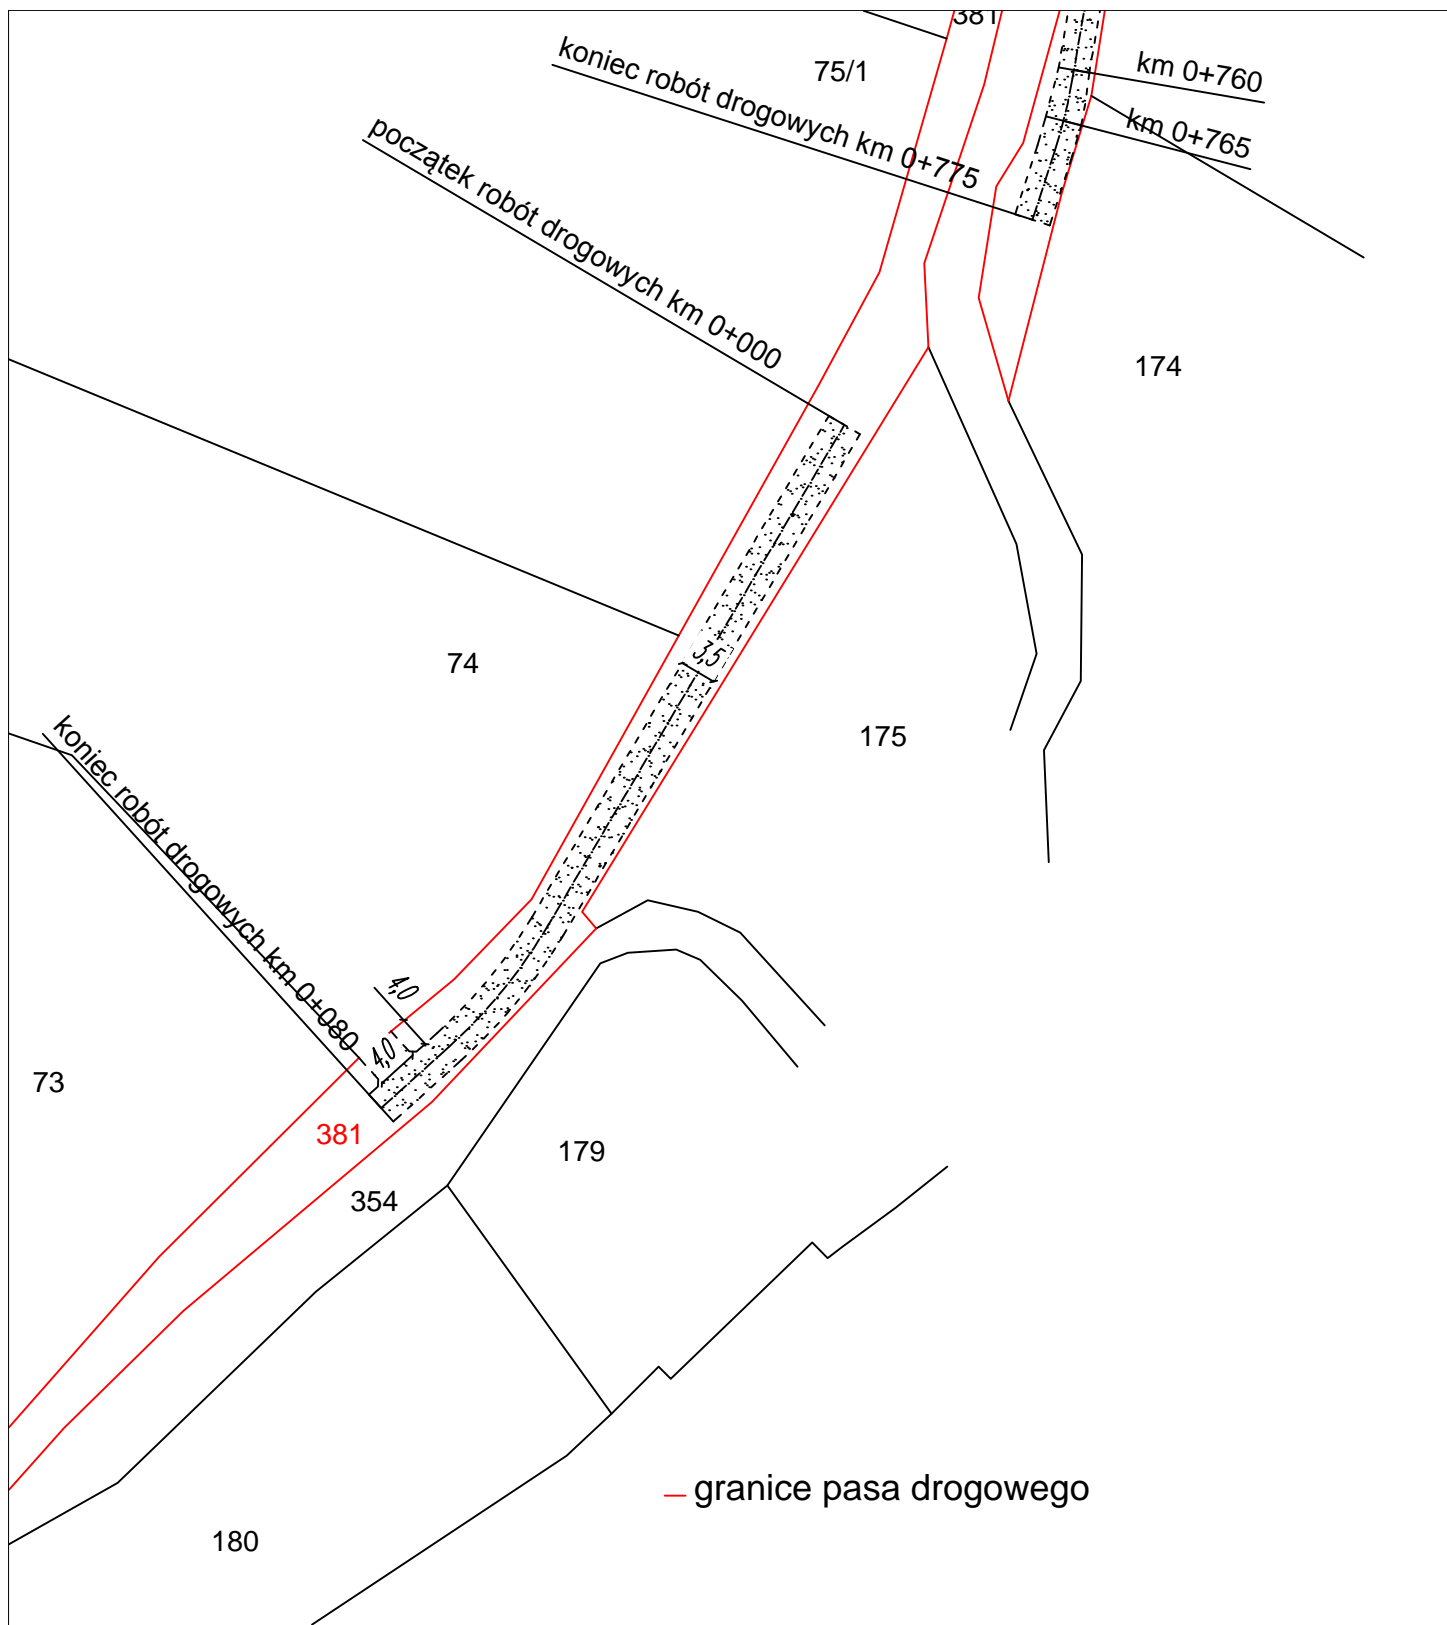 381
75/1
koniec robót drogowych km 0+775
km 0+760
km 0+765
początek robót drogowych km 0+000
174
3,5
74
175
koniec robót drogowych km 0+080
4,0
4,0
73
381
179
354
granice pasa drogowego
180